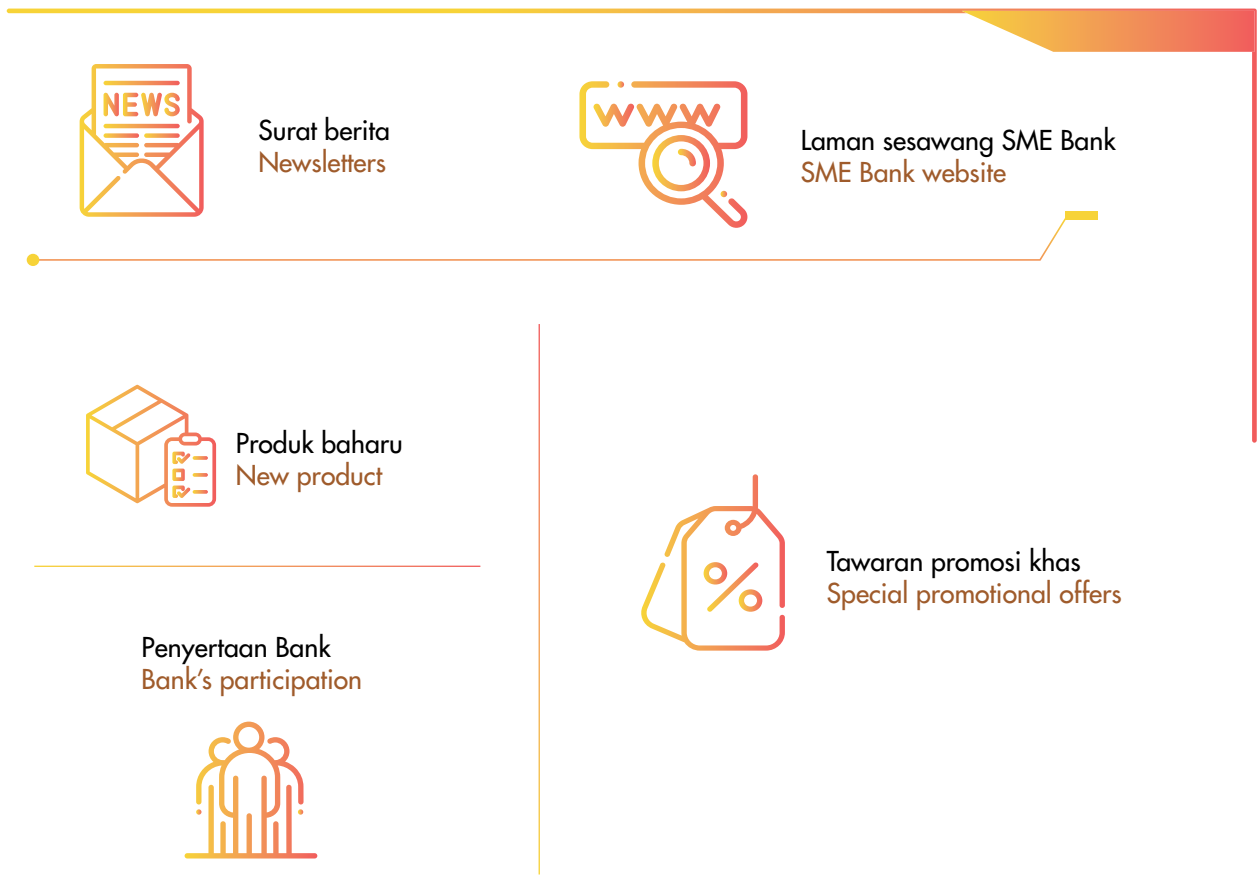 NEWS
Surat berita
Newsletters
www
Laman sesawang SME Bank
SME Bank website
Produk baharu
New product
Tawaran promosi khas
Special promotional offers
%
Penyertaan Bank
Bank’s participation